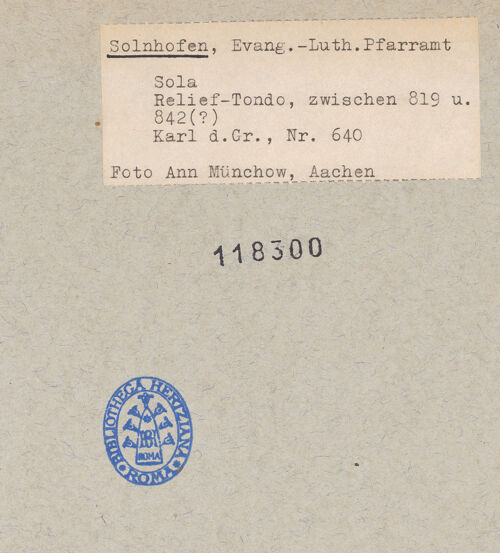 Solnhofen, Evang.-Luth.Pfarramt
Sola
Relief-Tondo, zwischen 819 u.
842(?)
Karl d.Gr., Nr. 640
Foto Ann Münchow, Aachen
118300
BIBLIOTHECA HERTZIANA
ROMA
ROMA